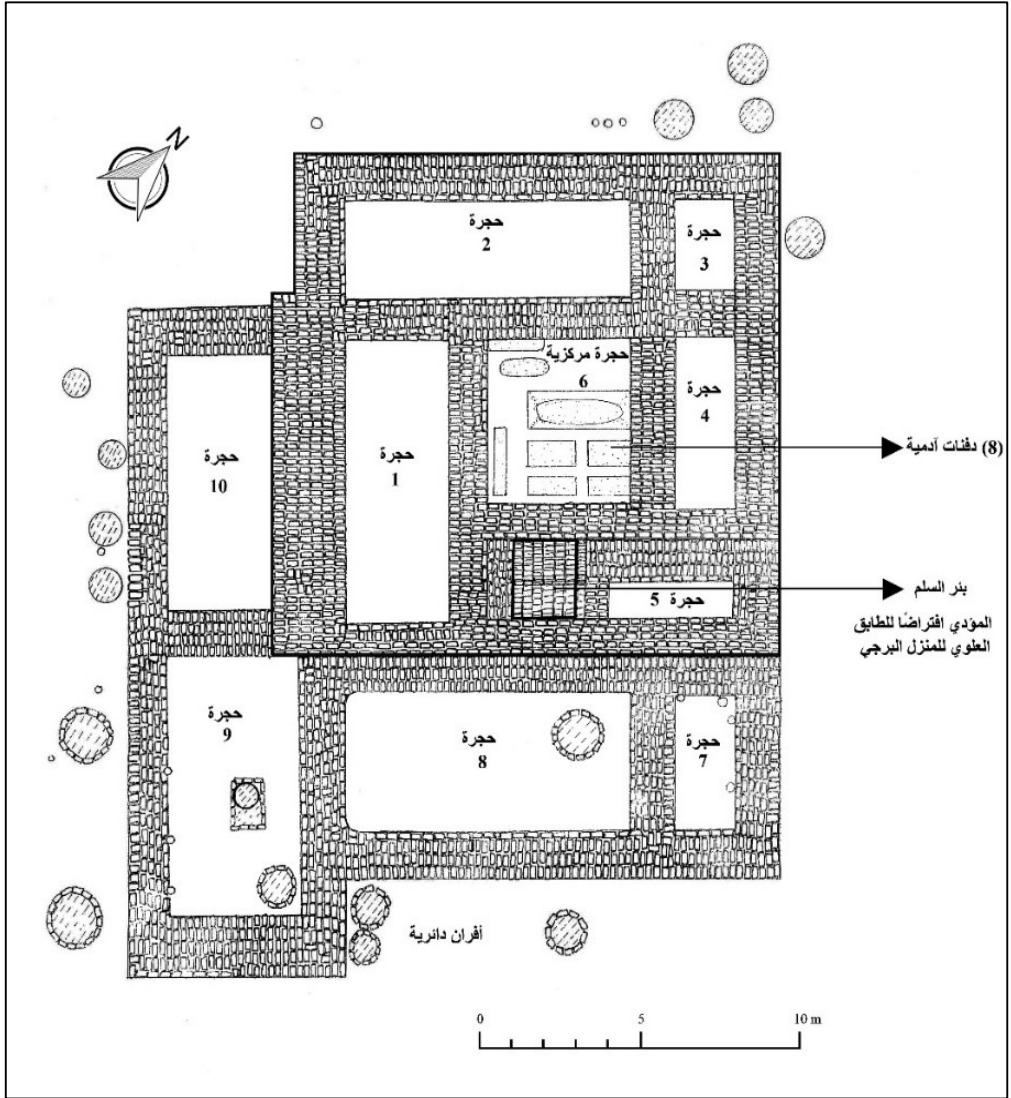 N
حجرة
2
حجرة
3
حجرة مركزية
6
حجرة
4
(8) دفنات آدمية
حجرة
1
حجرة
10
بئر السلم
المؤدي افتراضًا للطابق
العلوي للمنزل البرجي
حجرة 5
حجرة
9
حجرة
8
حجرة
7
أفران دائرية
0 5 10 m